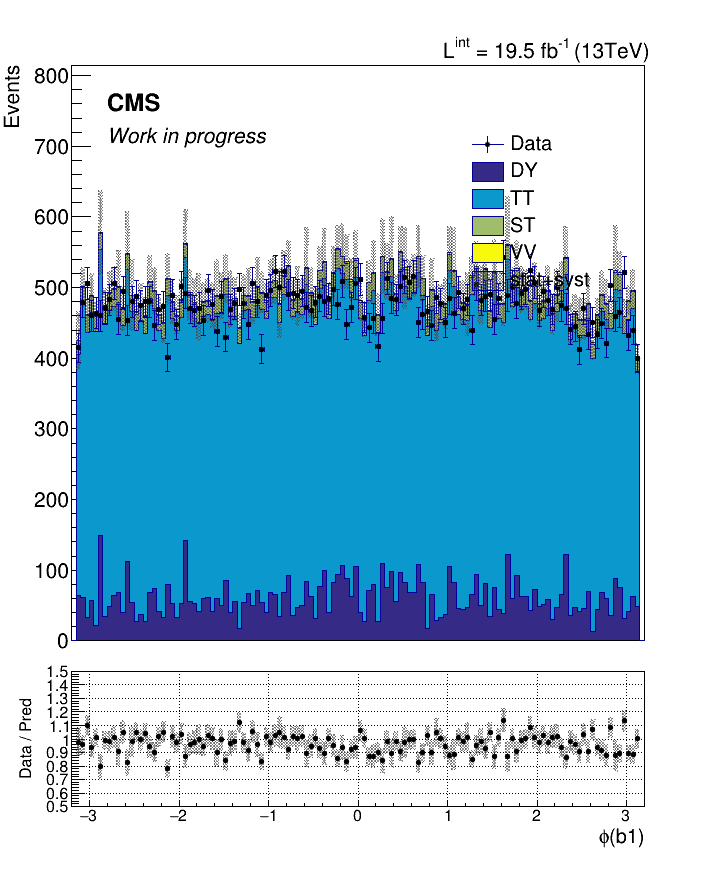 L^int = 19.5 fb^-1 (13TeV)
Events
CMS
Work in progress
Data
DY
TT
ST
VV
stat+syst
800
700
600
500
400
300
200
100
0
Data / Pred
1.5
1.4
1.3
1.2
1.1
1
0.9
0.8
0.7
0.6
0.5
−3 −2 −1 0 1 2 3
ϕ(b1)